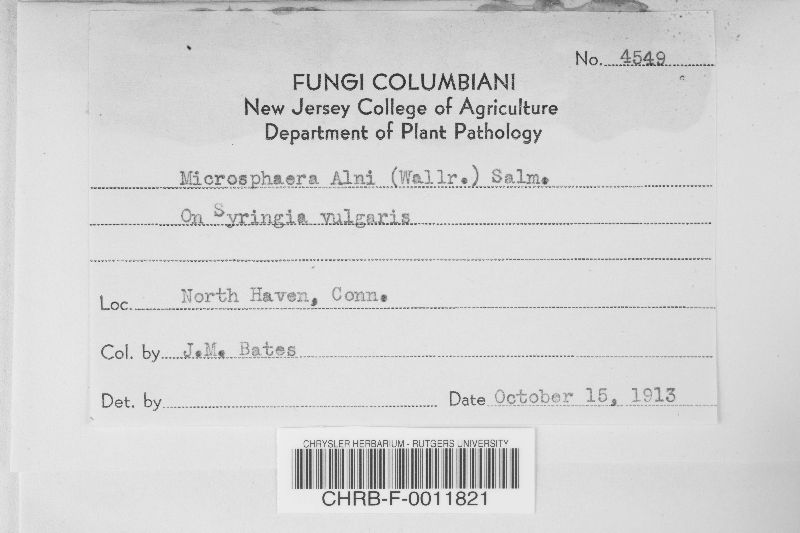 No. 4549
FUNGI COLUMBIANI
New Jersey College of Agriculture
Department of Plant Pathology
Microsphaera Alni (Wallr.) Salm.
On Syringia vulgaris
Loc. North Haven, Conn.
Col. by J.M. Bates
Det. by Date October 15, 1913
CHRYSLER HERBARIUM - RUTGERS UNIVERSITY
CHRB-F-0011821